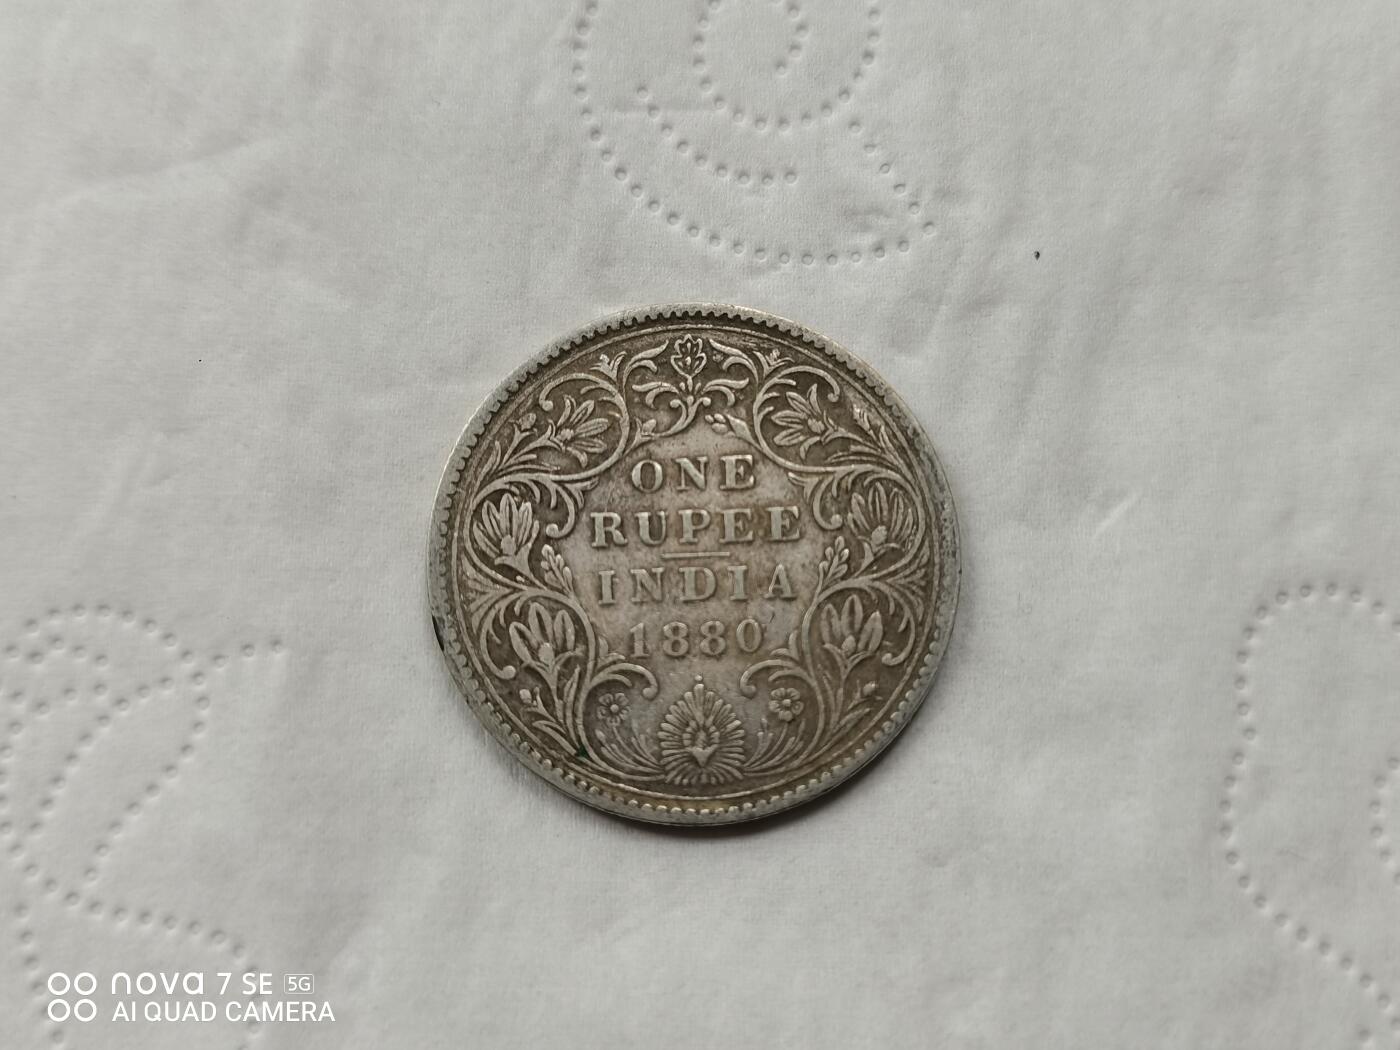 ONE
RUPEE
INDIA
1880
nova 7 SE 5G
AI QUAD CAMERA